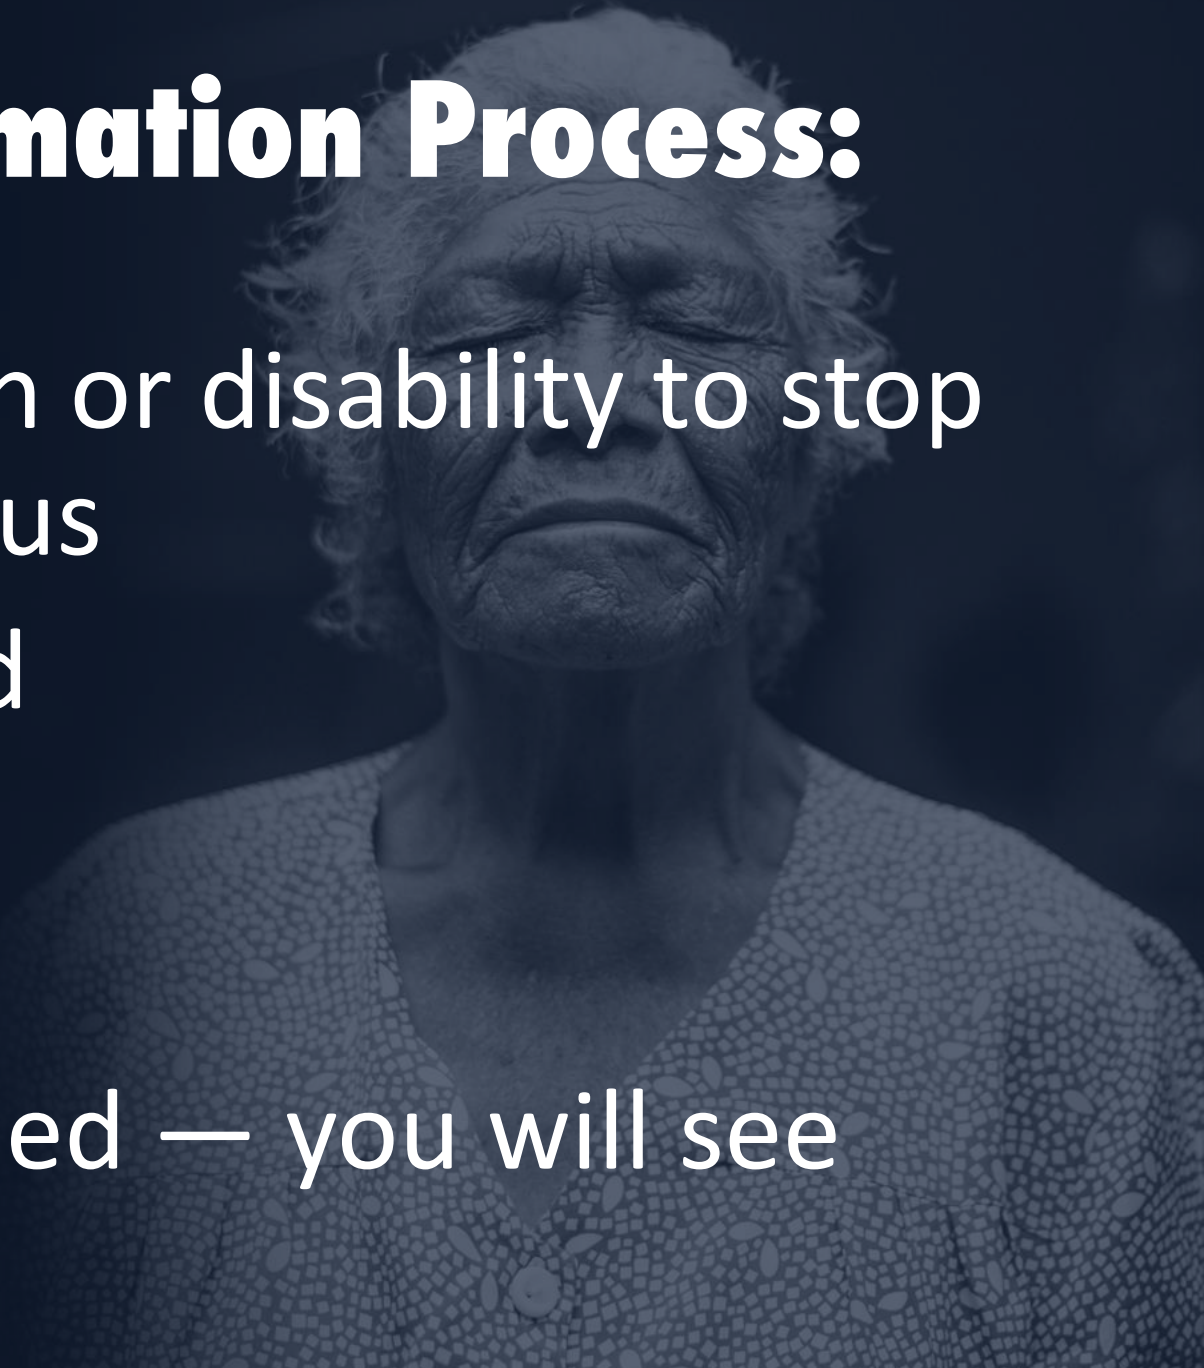 mation Process:
n or disability to stop
us
d
ed — you will see